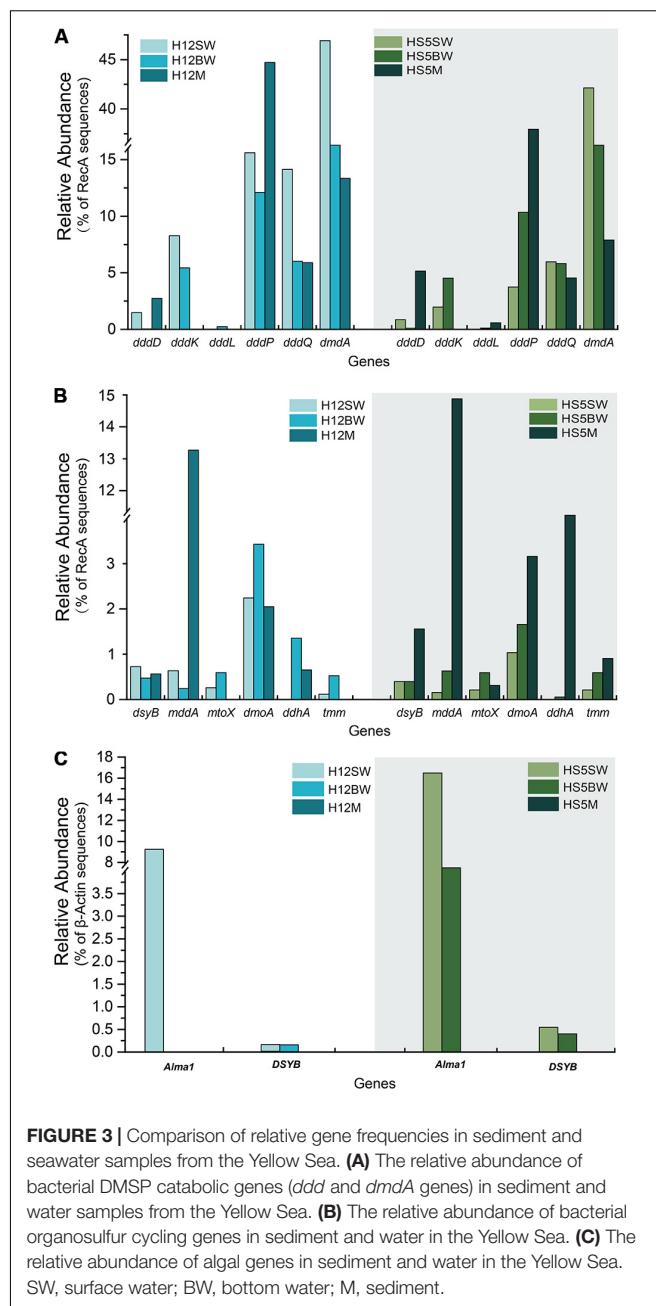 A
H12SW
H12BW
H12M
HS5SW
HS5BW
HS5M
Relative Abundance
(% of RecA sequences)
45
30
15
10
5
0
dddD dddK dddL dddP dddQ dmdA dddD dddK dddL dddP dddQ dmdA
Genes
B
H12SW
H12BW
H12M
HS5SW
HS5BW
HS5M
Relative Abundance
(% of RecA sequences)
15
14
13
12
3
2
1
0
dsyB mddA mtoX dmoA ddhA tmm dsyB mddA mtoX dmoA ddhA tmm
Genes
C
H12SW
H12BW
H12M
HS5SW
HS5BW
HS5M
Relative Abundance
(% of β-Actin sequences)
18
16
14
12
10
8
3.5
3.0
2.5
2.0
1.5
1.0
0.5
0.0
Alma1 DSYB Alma1 DSYB
Genes
FIGURE 3 | Comparison of relative gene frequencies in sediment and
seawater samples from the Yellow Sea. (A) The relative abundance of
bacterial DMSP catabolic genes (ddd and dmdA genes) in sediment and
water samples from the Yellow Sea. (B) The relative abundance of bacterial
organosulfur cycling genes in sediment and water in the Yellow Sea. (C) The
relative abundance of algal genes in sediment and water in the Yellow Sea.
SW, surface water; BW, bottom water; M, sediment.